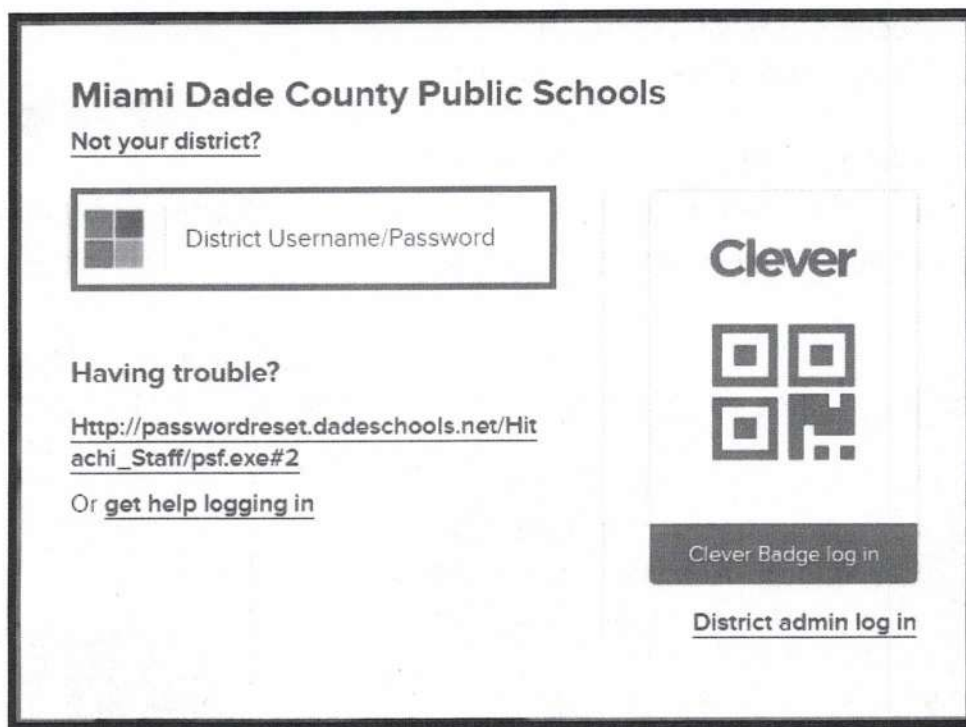 Miami Dade County Public Schools
Not your district?
District Username/Password
Having trouble?
Http://passwordreset.dadeschools.net/Hit
achi_Staff/psf.exe#2
Or get help logging in
Clever
Clever Badge log in
District admin log in